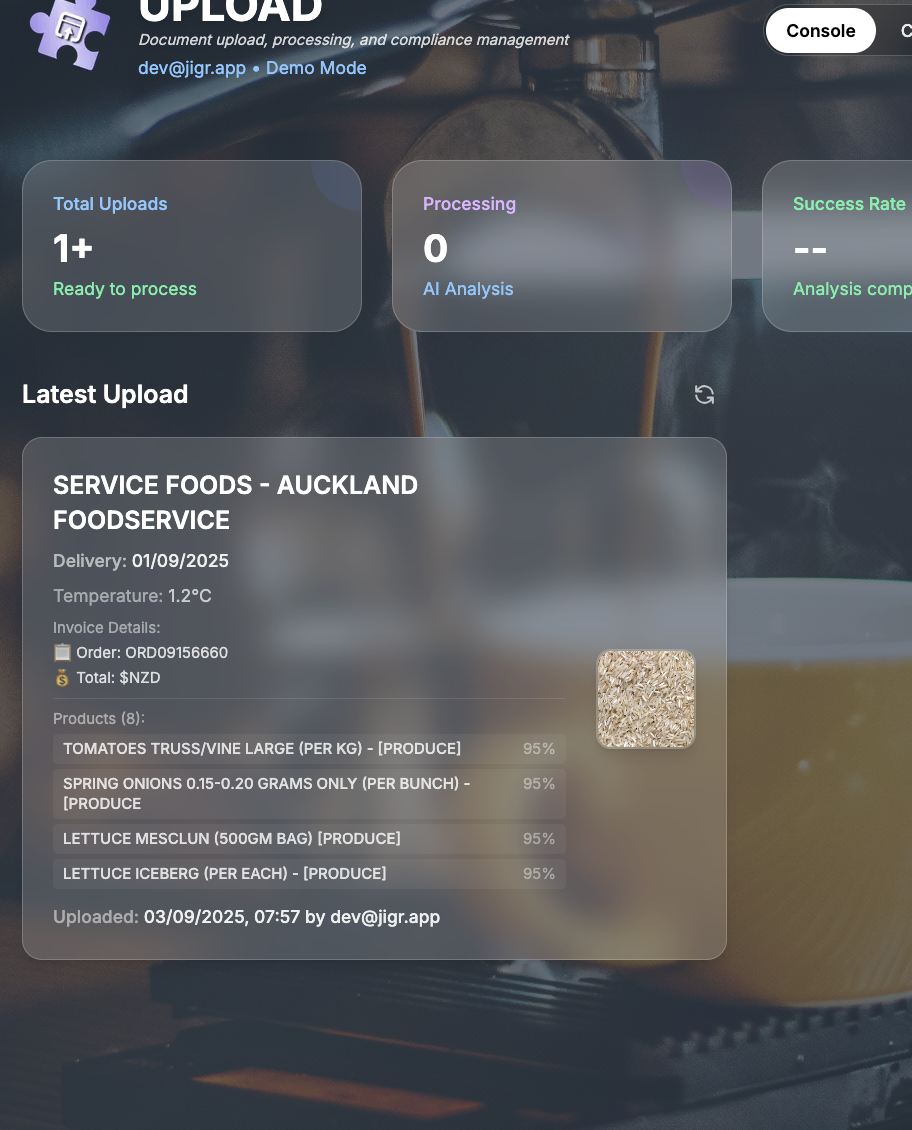 UPLOAD
Document upload, processing, and compliance management
dev@jigr.app • Demo Mode
Console
Total Uploads
1+
Ready to process
Processing
0
AI Analysis
Success Rate
--
Analysis comp
Latest Upload
SERVICE FOODS - AUCKLAND
FOODSERVICE
Delivery: 01/09/2025
Temperature: 1.2°C
Invoice Details:
📋 Order: ORD09156660
💰 Total: $NZD
Products (8):
TOMATOES TRUSS/VINE LARGE (PER KG) - [PRODUCE] 95%
SPRING ONIONS 0.15-0.20 GRAMS ONLY (PER BUNCH) - 95%
[PRODUCE
LETTUCE MESCLUN (500GM BAG) [PRODUCE] 95%
LETTUCE ICEBERG (PER EACH) - [PRODUCE] 95%
Uploaded: 03/09/2025, 07:57 by dev@jigr.app